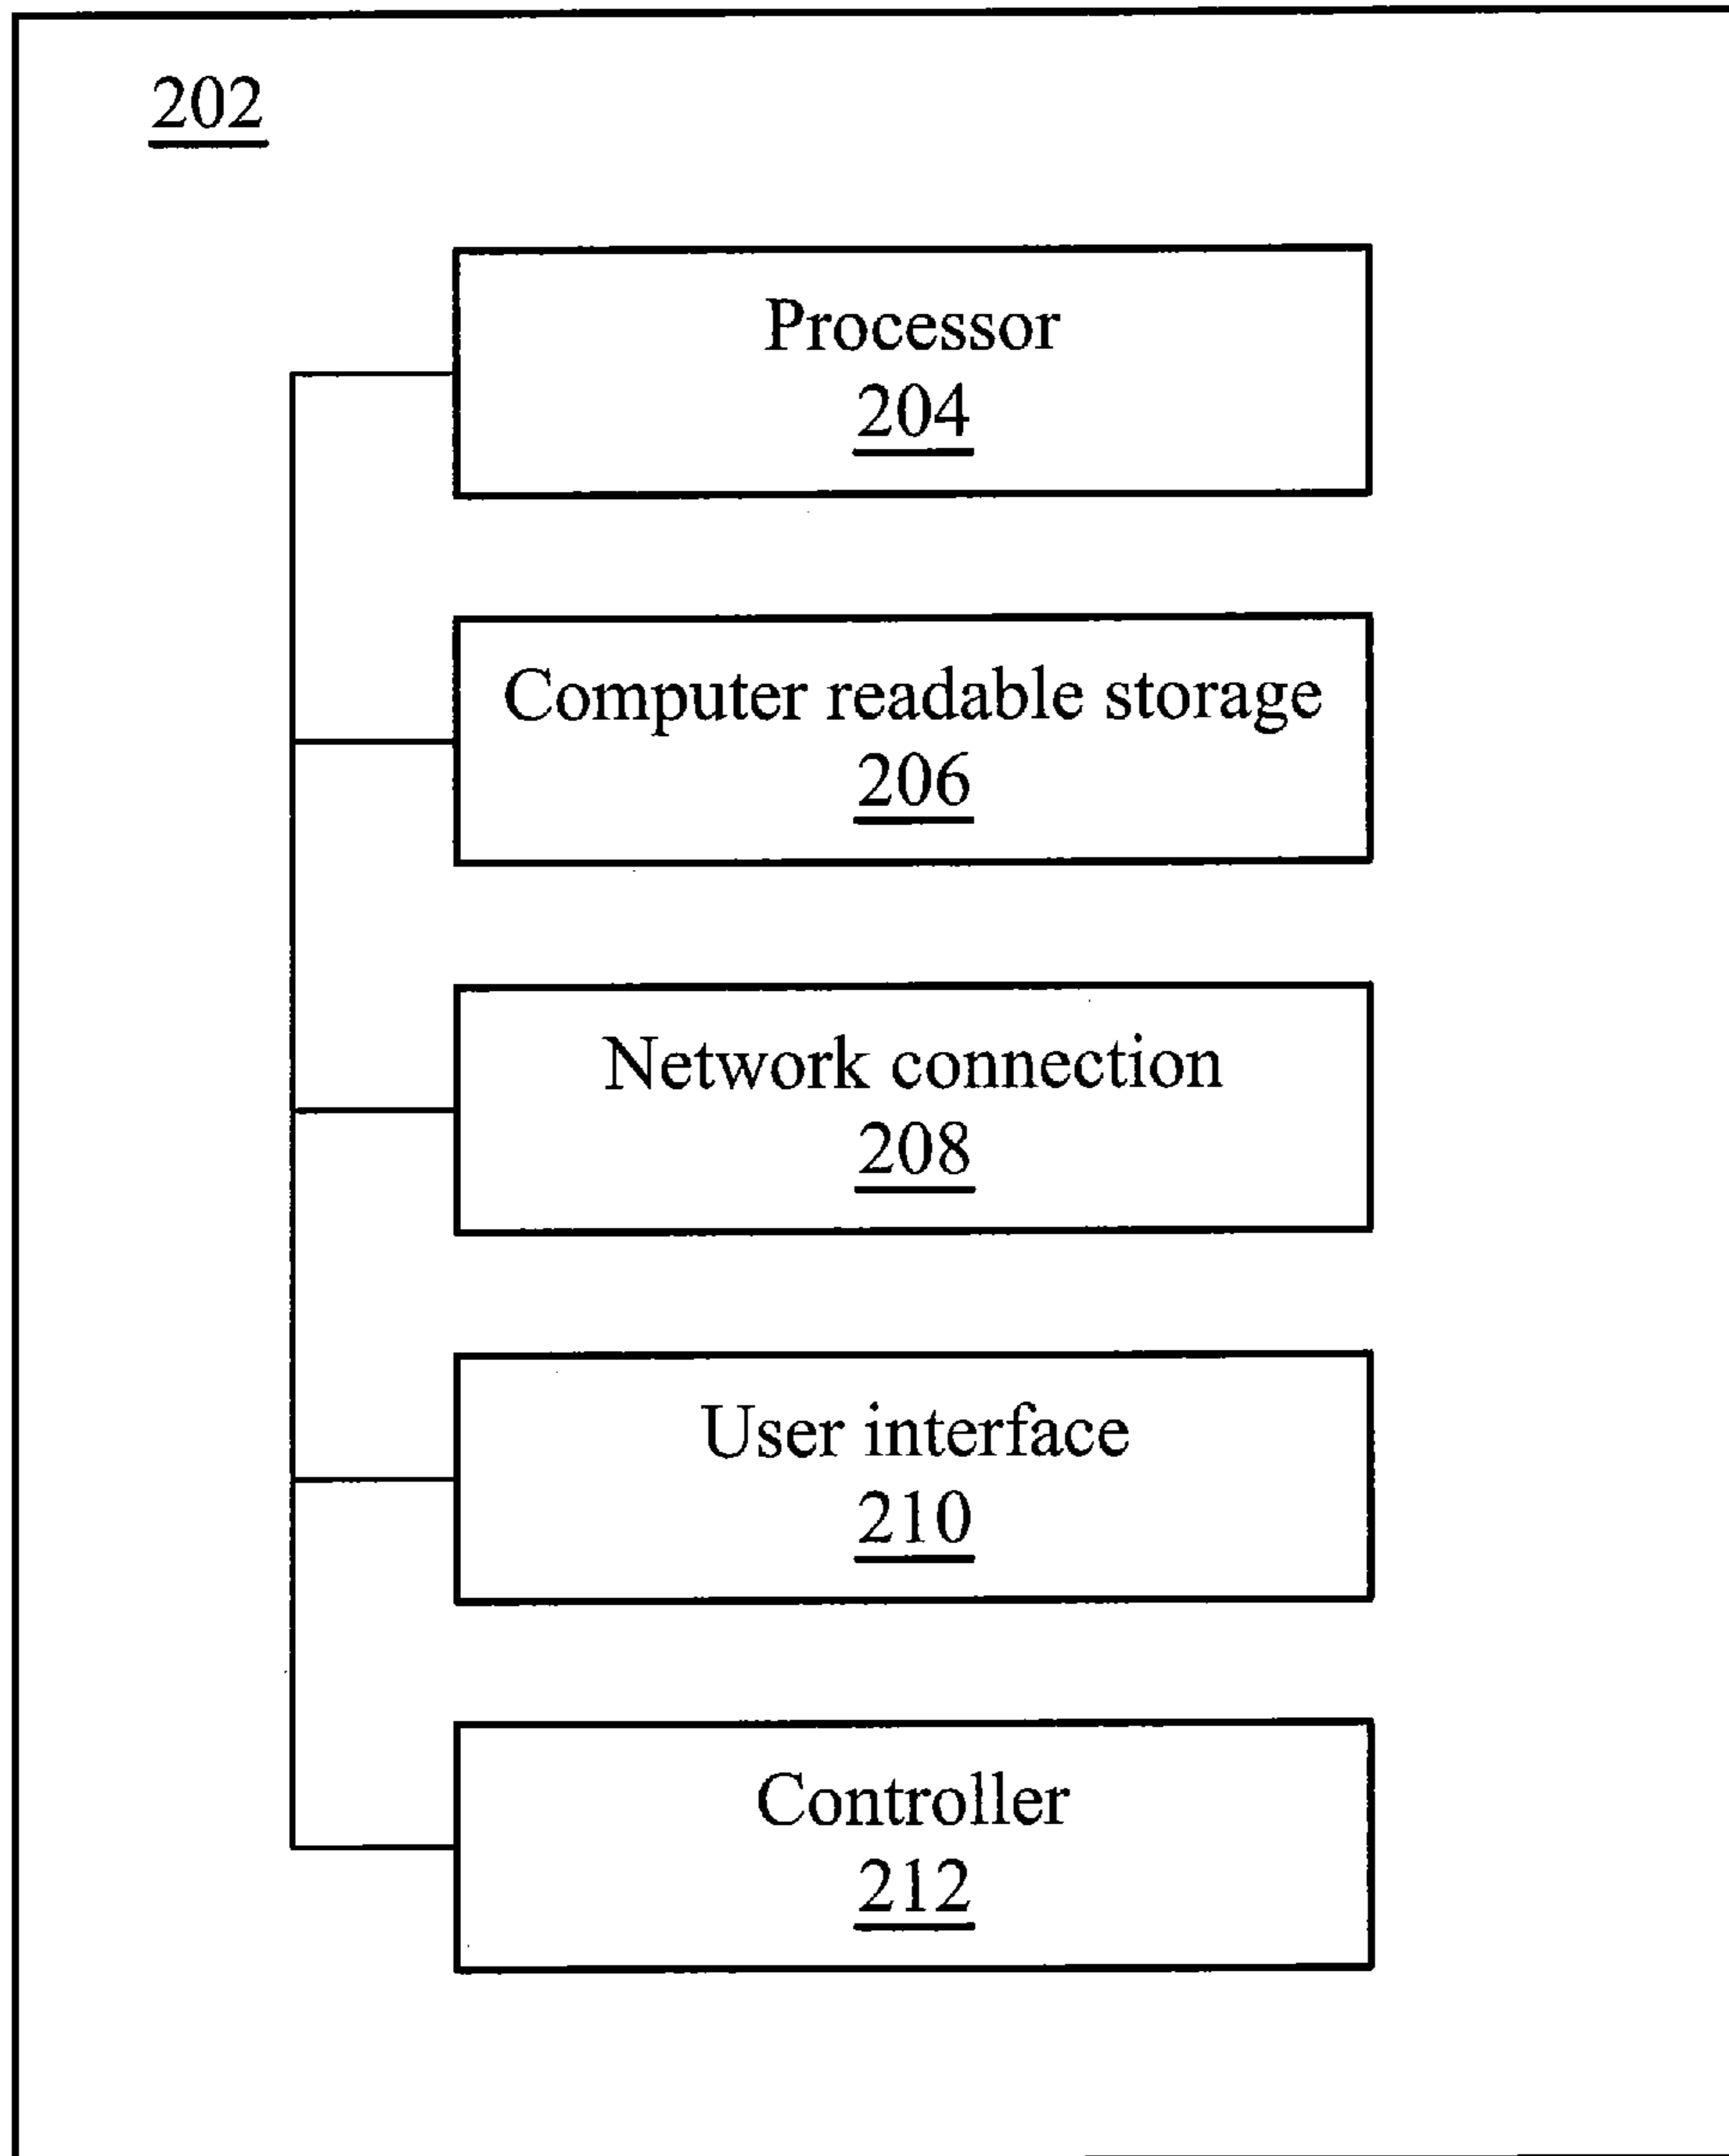 202
Processor
204
Computer readable storage
206
Network connection
208
User interface
210
Controller
212